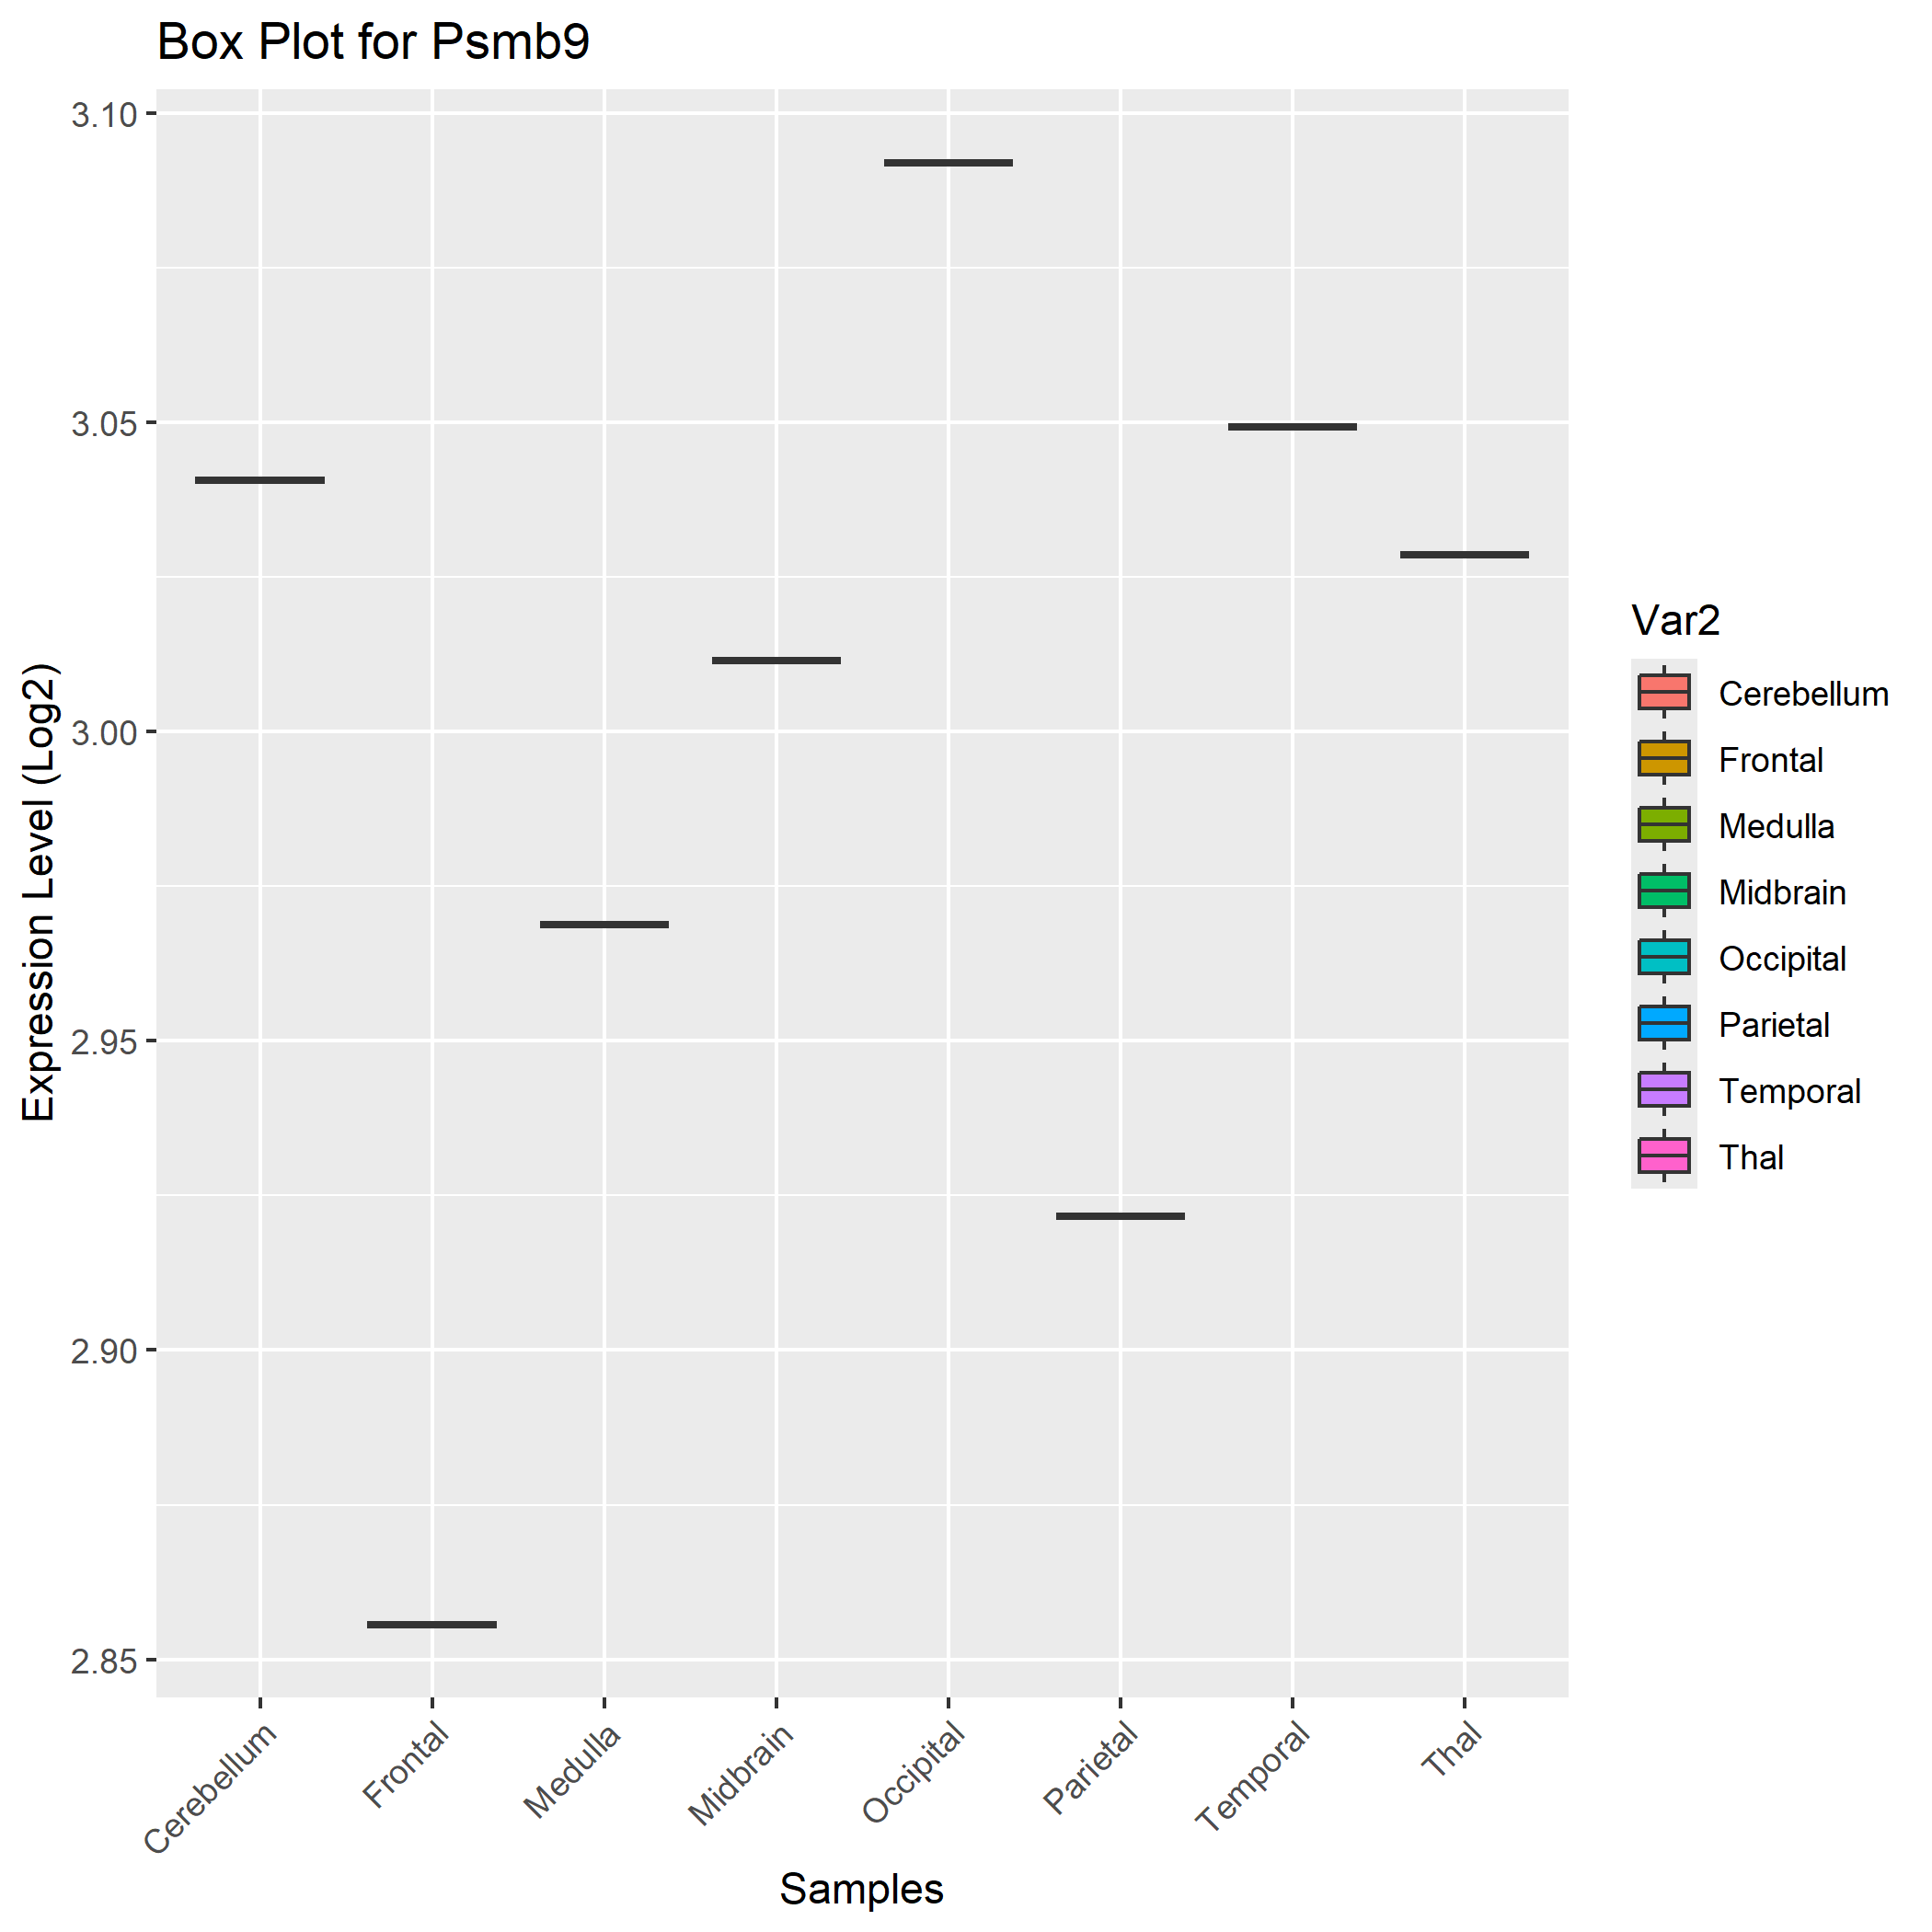 Box Plot for Psmb9
3.10
3.05
3.00
2.95
2.90
2.85
Expression Level (Log2)
Cerebellum
Frontal
Medulla
Midbrain
Occipital
Parietal
Temporal
Thal
Samples
Var2
Cerebellum
Frontal
Medulla
Midbrain
Occipital
Parietal
Temporal
Thal